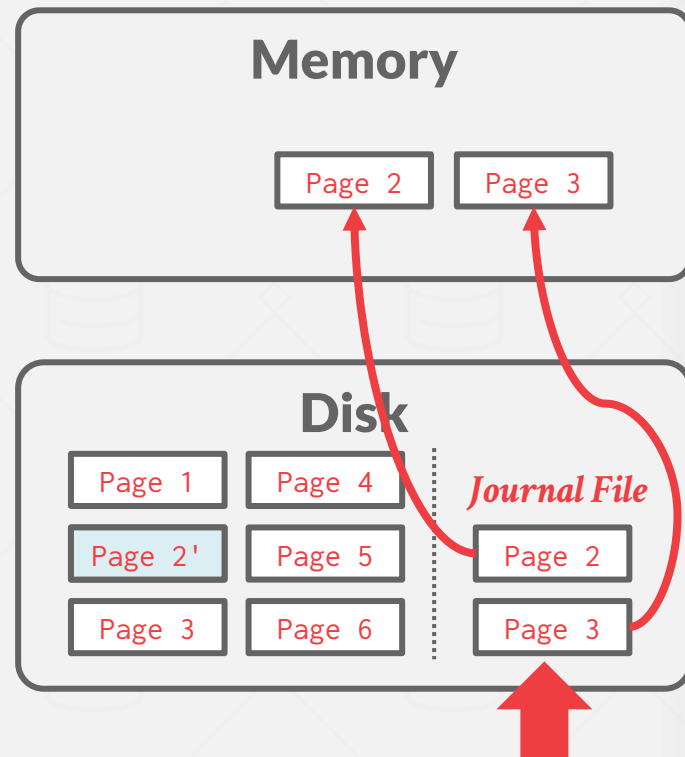 Memory
Page 2 Page 3
Disk
Page 1 Page 4
Journal File
Page 2' Page 5 Page 2
Page 3 Page 6 Page 3